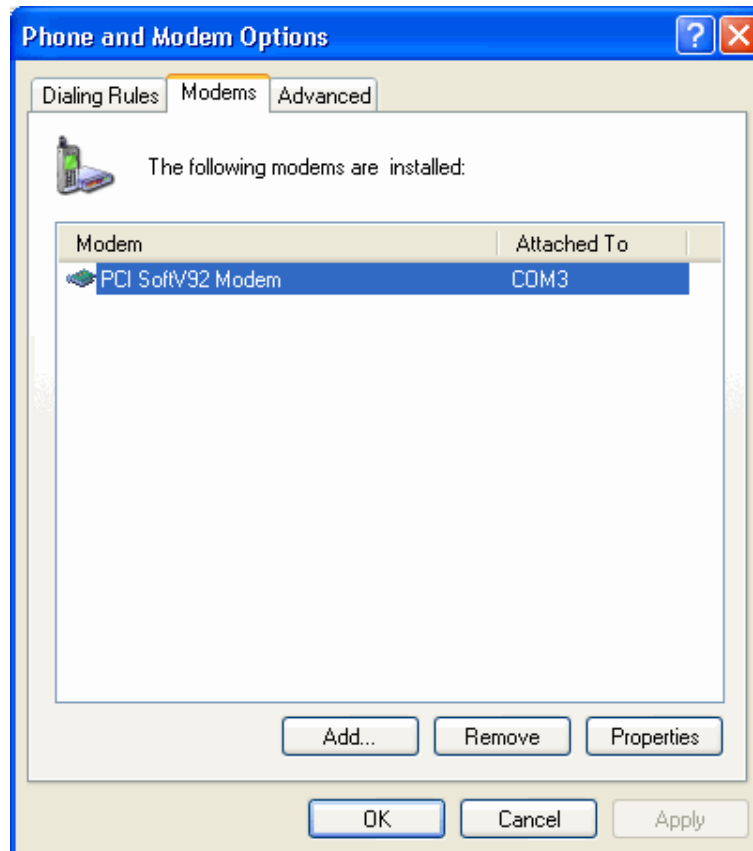 Phone and Modem Options
Dialing Rules Modems Advanced
The following modems are installed:
Modem Attached To
PCI SoftV92 Modem COM3
Add... Remove Properties
OK Cancel Apply